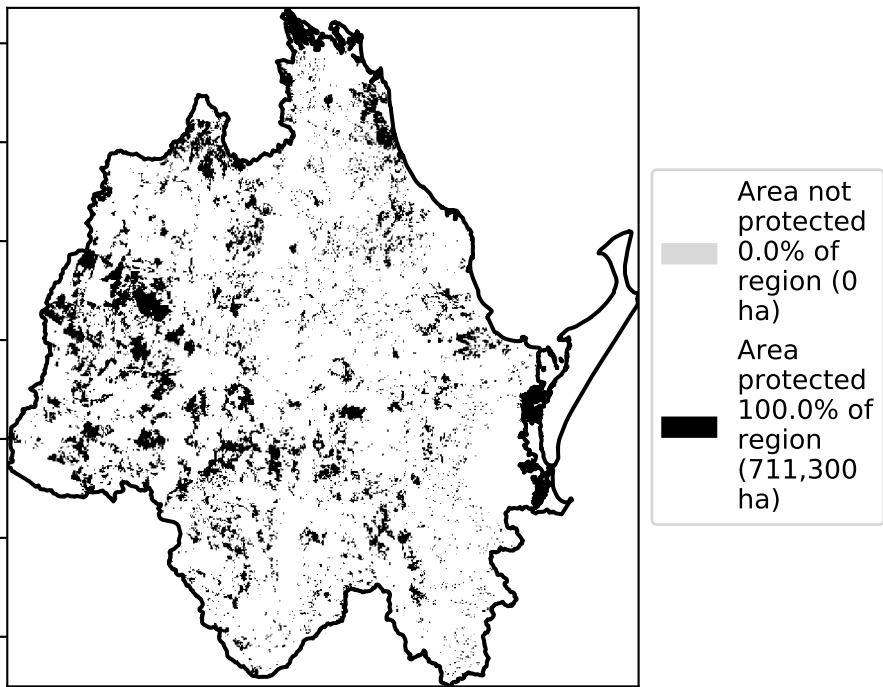 Area not
protected
0.0% of
region (0
ha)
Area
protected
100.0% of
region
(711,300
ha)